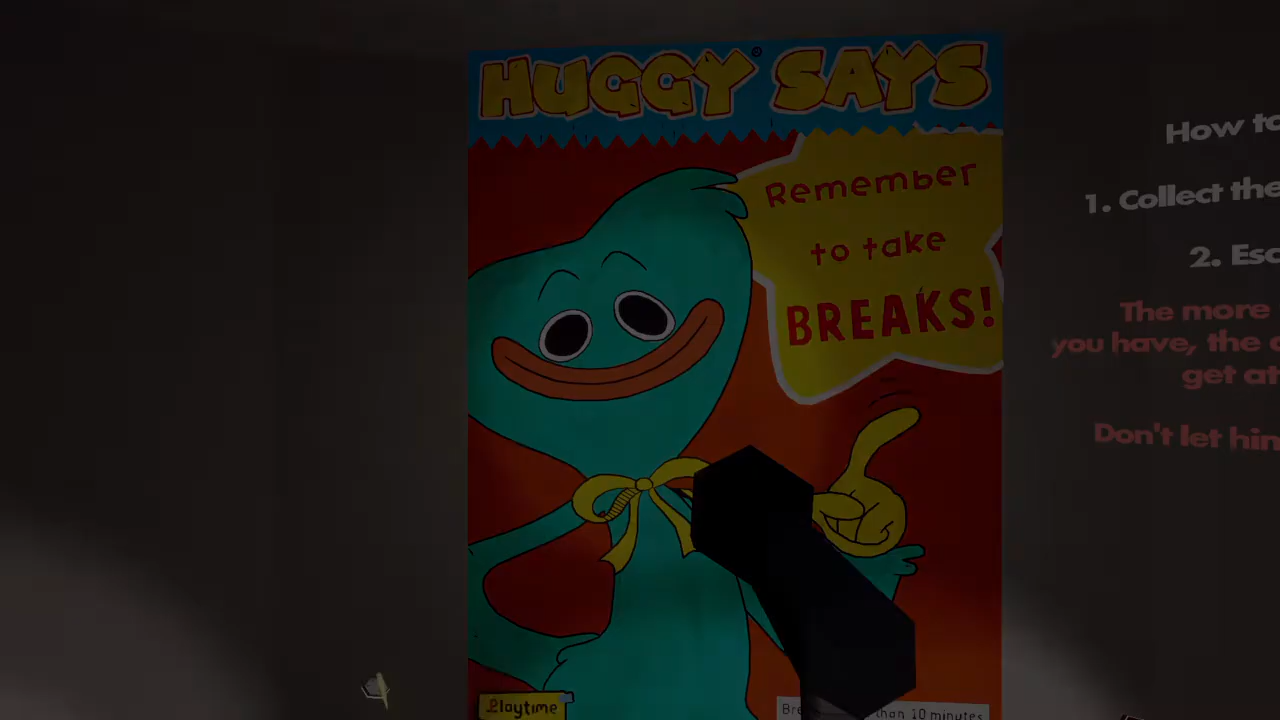 HUGGY SAYS
Remember
to take
BREAKS!
How to
1. Collect the
2. Esc
The more
you have, the
get at
Don't let him
Playtime
than 10 minutes